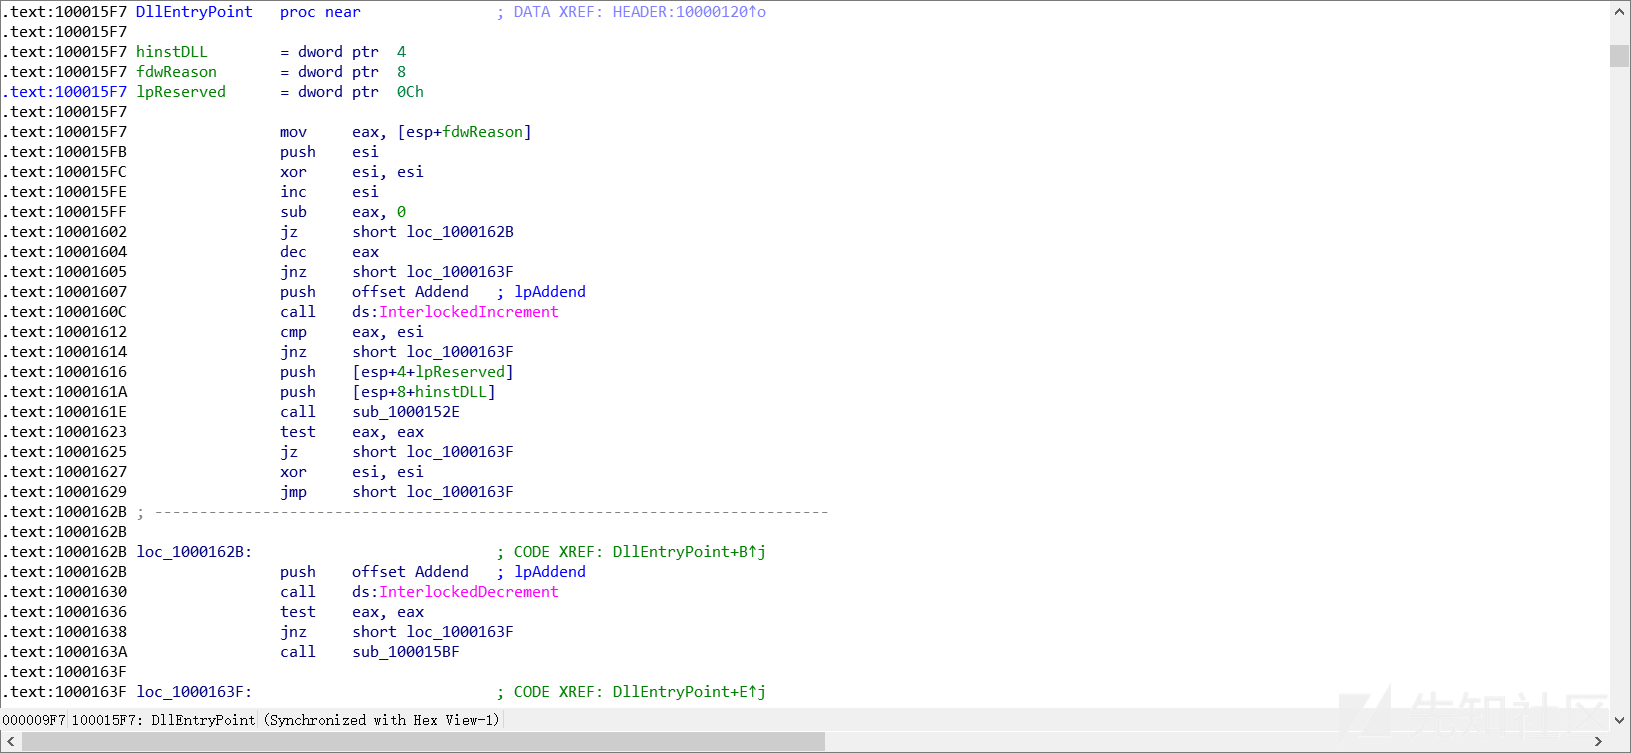 .text:100015F7 DllEntryPoint   proc near               ; DATA XREF: HEADER:10000120↑o
.text:100015F7
.text:100015F7 hinstDLL        = dword ptr  4
.text:100015F7 fdwReason       = dword ptr  8
.text:100015F7 lpReserved      = dword ptr  0Ch
.text:100015F7
.text:100015F7                 mov     eax, [esp+fdwReason]
.text:100015FB                 push    esi
.text:100015FC                 xor     esi, esi
.text:100015FE                 inc     esi
.text:100015FF                 sub     eax, 0
.text:10001602                 jz      short loc_1000162B
.text:10001604                 dec     eax
.text:10001605                 jnz     short loc_1000163F
.text:10001607                 push    offset Addend   ; lpAddend
.text:1000160C                 call    ds:InterlockedIncrement
.text:10001612                 cmp     eax, esi
.text:10001614                 jnz     short loc_1000163F
.text:10001616                 push    [esp+4+lpReserved]
.text:1000161A                 push    [esp+8+hinstDLL]
.text:1000161E                 call    sub_1000152E
.text:10001623                 test    eax, eax
.text:10001625                 jz      short loc_1000163F
.text:10001627                 xor     esi, esi
.text:10001629                 jmp     short loc_1000163F
.text:1000162B ; ---------------------------------------------------------------------------
.text:1000162B
.text:1000162B loc_1000162B:                           ; CODE XREF: DllEntryPoint+B↑j
.text:1000162B                 push    offset Addend   ; lpAddend
.text:10001630                 call    ds:InterlockedDecrement
.text:10001636                 test    eax, eax
.text:10001638                 jnz     short loc_1000163F
.text:1000163A                 call    sub_100015BF
.text:1000163F
.text:1000163F loc_1000163F:                           ; CODE XREF: DllEntryPoint+E↑j
000009F7 100015F7: DllEntryPoint (Synchronized with Hex View-1)
先知社区